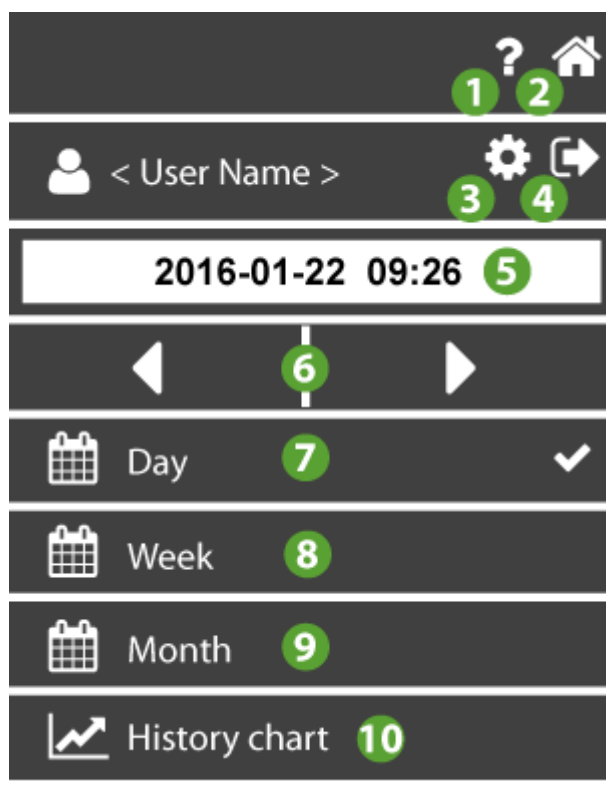 ?
1 2
< User Name >
3 4
2016-01-22 09:26 5
6
Day 7
Week 8
Month 9
History chart 10